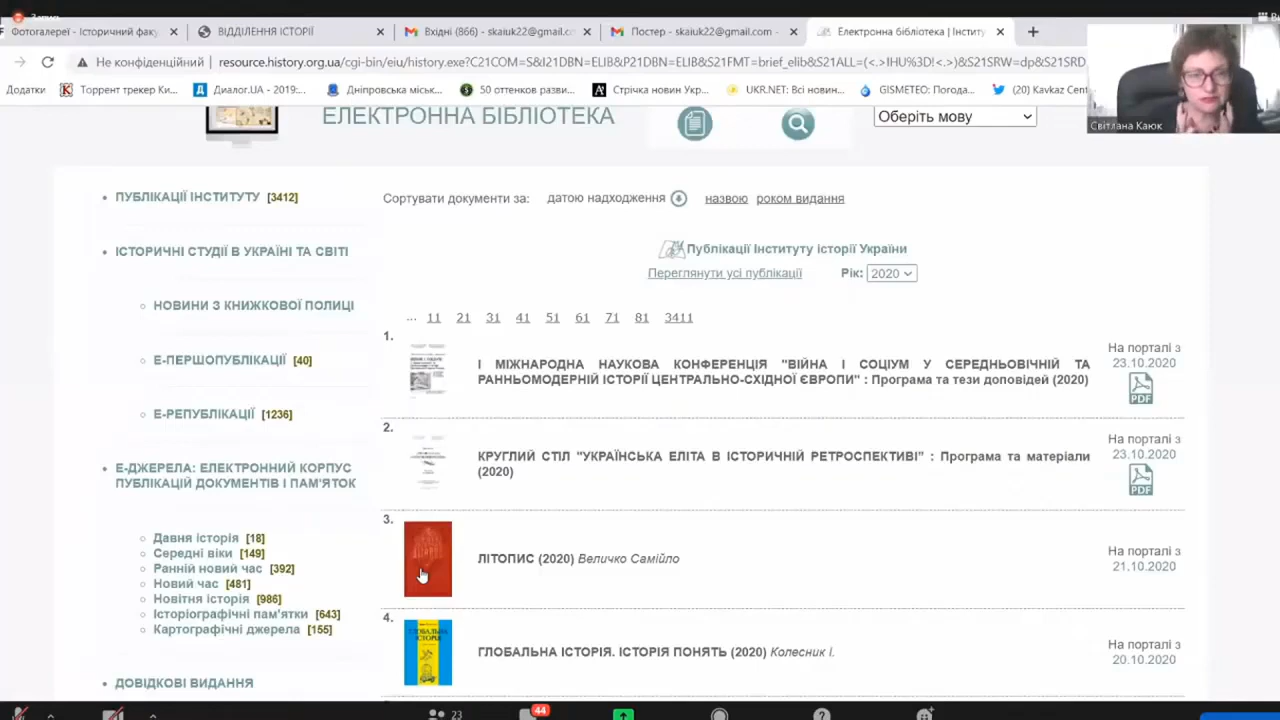 Запись
Фотогалереї - Історичний фак
ВІДДІЛЕННЯ ІСТОРІЇ
Вхідні (866) - skaiuk22@gmail.co
Постер - skaiuk22@gmail.com -
Електронна бібліотека | Інститу
Не конфіденційний
resource.history.org.ua/cgi-bin/eiu/history.exe?C21COM=S&I21DBN=ELIB&P21DBN=ELIB&S21FMT=brief_elib&S21ALL=(<.>IHU%3D!<.>)&S21SRW=dp&S21SRD
Додатки
Торрент трекер Ки...
Диалог.UA - 2019:...
Дніпровська міськ...
50 оттенков разви...
Стрічка новин Укр...
UKR.NET: Всі новин...
GISMETEO: Погода...
(20) Kavkaz Cent
Світлана Каюк
ЕЛЕКТРОННА БІБЛІОТЕКА
Оберіть мову
ПУБЛІКАЦІЇ ІНСТИТУТУ [3412]
ІСТОРИЧНІ СТУДІЇ В УКРАЇНІ ТА СВІТІ
НОВИНИ З КНИЖКОВОЇ ПОЛИЦІ
Е-ПЕРШОПУБЛІКАЦІЇ [40]
Е-РЕПУБЛІКАЦІЇ [1236]
Е-ДЖЕРЕЛА: ЕЛЕКТРОННИЙ КОРПУС
ПУБЛІКАЦІЙ ДОКУМЕНТІВ І ПАМ'ЯТОК
Давня історія [18]
Середні віки [149]
Ранній новий час [392]
Новий час [481]
Новітня історія [986]
Історіографічні пам'ятки [643]
Картографічні джерела [155]
ДОВІДКОВІ ВИДАННЯ
Сортувати документи за: датою надходження назвою роком видання
Публікації Інституту історії України
Переглянути усі публікації Рік: 2020
... 11 21 31 41 51 61 71 81 3411
1.
І МІЖНАРОДНА НАУКОВА КОНФЕРЕНЦІЯ "ВІЙНА І СОЦІУМ У СЕРЕДНЬОВІЧНІЙ ТА
РАННЬОМОДЕРНІЙ ІСТОРІЇ ЦЕНТРАЛЬНО-СХІДНОЇ ЄВРОПИ" : Програма та тези доповідей (2020)
На порталі з
23.10.2020
PDF
2.
КРУГЛИЙ СТІЛ "УКРАЇНСЬКА ЕЛІТА В ІСТОРИЧНІЙ РЕТРОСПЕКТИВІ" : Програма та матеріали
(2020)
На порталі з
23.10.2020
PDF
3.
ЛІТОПИС (2020) Величко Самійло
На порталі з
21.10.2020
4.
ГЛОБАЛЬНА ІСТОРІЯ. ІСТОРІЯ ПОНЯТЬ (2020) Колесник І.
На порталі з
20.10.2020
23
44